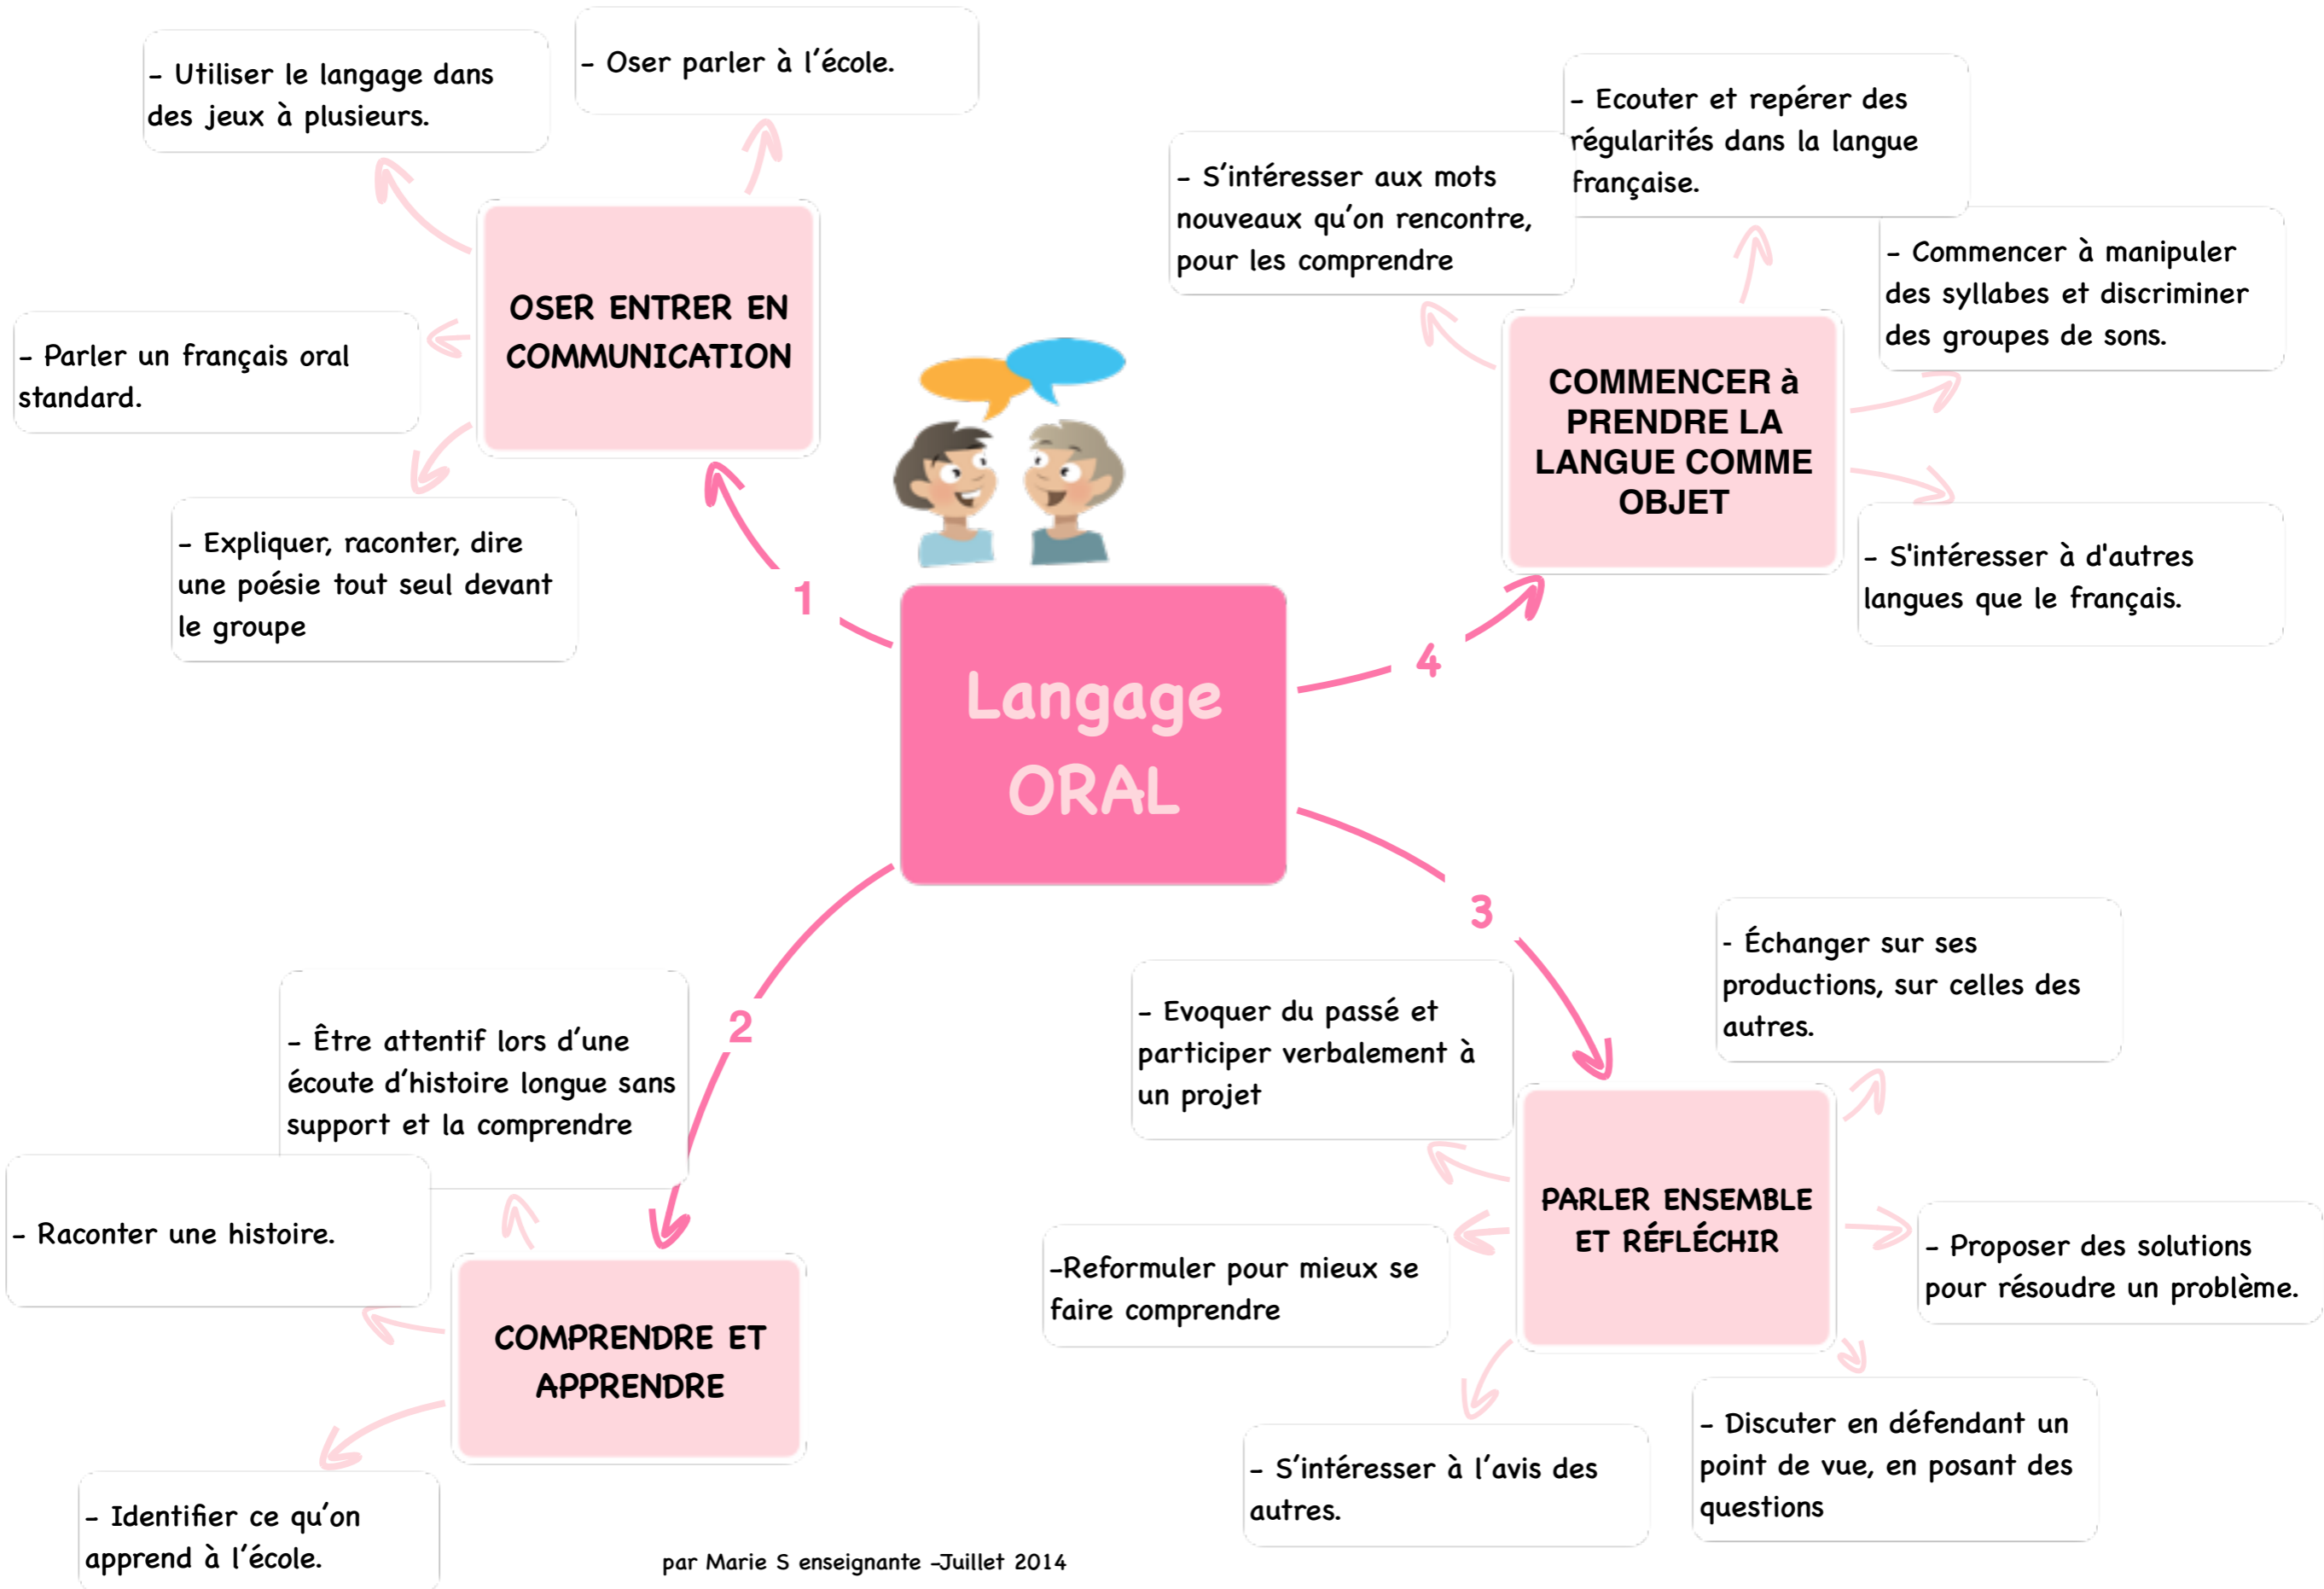 Langage
ORAL
1
OSER ENTRER EN
COMMUNICATION
- Oser parler à l’école.
- Utiliser le langage dans
des jeux à plusieurs.
- Parler un français oral
standard.
- Expliquer, raconter, dire
une poésie tout seul devant
le groupe
2
COMPRENDRE ET
APPRENDRE
- Être attentif lors d’une
écoute d’histoire longue sans
support et la comprendre
- Raconter une histoire.
- Identifier ce qu’on
apprend à l’école.
3
PARLER ENSEMBLE
ET RÉFLÉCHIR
- Échanger sur ses
productions, sur celles des
autres.
- Proposer des solutions
pour résoudre un problème.
- Discuter en défendant un
point de vue, en posant des
questions
- S’intéresser à l’avis des
autres.
-Reformuler pour mieux se
faire comprendre
- Evoquer du passé et
participer verbalement à
un projet
4
COMMENCER à
PRENDRE LA
LANGUE COMME
OBJET
- S’intéresser aux mots
nouveaux qu’on rencontre,
pour les comprendre
- Ecouter et repérer des
régularités dans la langue
française.
- Commencer à manipuler
des syllabes et discriminer
des groupes de sons.
- S'intéresser à d'autres
langues que le français.
par Marie S enseignante -Juillet 2014